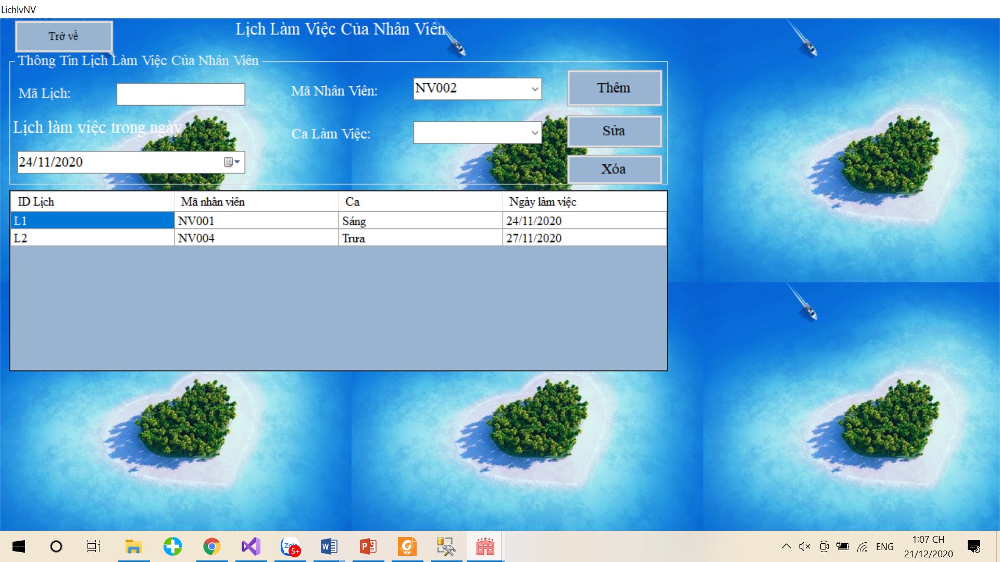 LichlvNV
Trở về
Lịch Làm Việc Của Nhân Viên
Thông Tin Lịch Làm Việc Của Nhân Viên
Mã Lịch:
Mã Nhân Viên:
NV002
Thêm
Lịch làm việc trong ngày
Ca Làm Việc:
Sửa
24/11/2020
Xóa
ID Lịch Mã nhân viên Ca Ngày làm việc
L1 NV001 Sáng 24/11/2020
L2 NV004 Trưa 27/11/2020
Zalo
5+
W
P
PDF
ENG
1:07 CH
21/12/2020